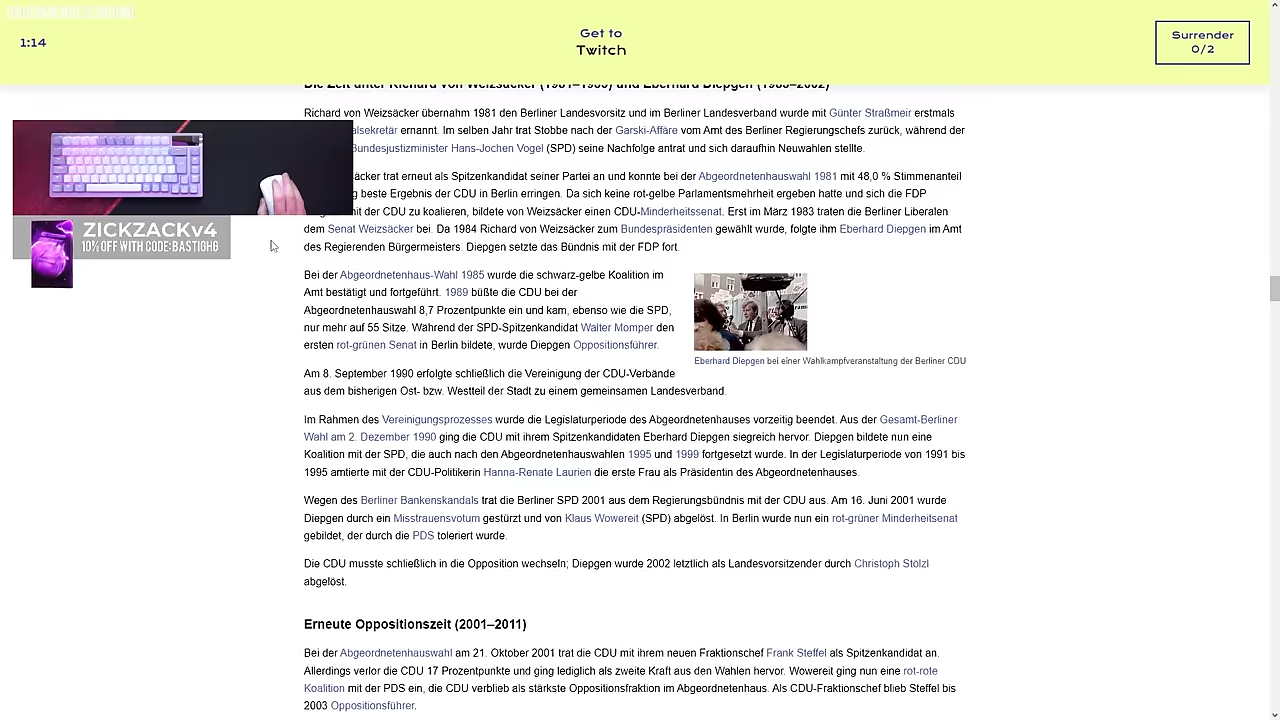 1:14
Get to
Twitch
Surrender
0/2
Die Zeit unter Richard von Weizsäcker (1981–1985) und Eberhard Diepgen (1985–2002)
Richard von Weizsäcker übernahm 1981 den Berliner Landesvorsitz und im Berliner Landesverband wurde mit Günter Straßmeir erstmals
alsekretär ernannt. Im selben Jahr trat Stobbe nach der Garski-Affäre vom Amt des Berliner Regierungschefs zurück, während der
Bundesjustizminister Hans-Jochen Vogel (SPD) seine Nachfolge antrat und sich daraufhin Neuwahlen stellte.
säcker trat erneut als Spitzenkandidat seiner Partei an und konnte bei der Abgeordnetenhauswahl 1981 mit 48,0 % Stimmenanteil
beste Ergebnis der CDU in Berlin erringen. Da sich keine rot-gelbe Parlamentsmehrheit ergeben hatte und sich die FDP
mit der CDU zu koalieren, bildete von Weizsäcker einen CDU-Minderheitssenat. Erst im März 1983 traten die Berliner Liberalen
dem Senat Weizsäcker bei. Da 1984 Richard von Weizsäcker zum Bundespräsidenten gewählt wurde, folgte ihm Eberhard Diepgen im Amt
des Regierenden Bürgermeisters. Diepgen setzte das Bündnis mit der FDP fort.
ZICKZACKv4
10% OFF WITH CODE:BASTIGHG
Bei der Abgeordnetenhaus-Wahl 1985 wurde die schwarz-gelbe Koalition im
Amt bestätigt und fortgeführt. 1989 büßte die CDU bei der
Abgeordnetenhauswahl 8,7 Prozentpunkte ein und kam, ebenso wie die SPD,
nur mehr auf 55 Sitze. Während der SPD-Spitzenkandidat Walter Momper den
ersten rot-grünen Senat in Berlin bildete, wurde Diepgen Oppositionsführer.
Eberhard Diepgen bei einer Wahlkampfveranstaltung der Berliner CDU
Am 8. September 1990 erfolgte schließlich die Vereinigung der CDU-Verbände
aus dem bisherigen Ost- bzw. Westteil der Stadt zu einem gemeinsamen Landesverband.
Im Rahmen des Vereinigungsprozesses wurde die Legislaturperiode des Abgeordnetenhauses vorzeitig beendet. Aus der Gesamt-Berliner
Wahl am 2. Dezember 1990 ging die CDU mit ihrem Spitzenkandidaten Eberhard Diepgen siegreich hervor. Diepgen bildete nun eine
Koalition mit der SPD, die auch nach den Abgeordnetenhauswahlen 1995 und 1999 fortgesetzt wurde. In der Legislaturperiode von 1991 bis
1995 amtierte mit der CDU-Politikerin Hanna-Renate Laurien die erste Frau als Präsidentin des Abgeordnetenhauses.
Wegen des Berliner Bankenskandals trat die Berliner SPD 2001 aus dem Regierungsbündnis mit der CDU aus. Am 16. Juni 2001 wurde
Diepgen durch ein Misstrauensvotum gestürzt und von Klaus Wowereit (SPD) abgelöst. In Berlin wurde nun ein rot-grüner Minderheitsenat
gebildet, der durch die PDS toleriert wurde.
Die CDU musste schließlich in die Opposition wechseln; Diepgen wurde 2002 letztlich als Landesvorsitzender durch Christoph Stölzl
abgelöst.
Erneute Oppositionszeit (2001–2011)
Bei der Abgeordnetenhauswahl am 21. Oktober 2001 trat die CDU mit ihrem neuen Fraktionschef Frank Steffel als Spitzenkandidat an.
Allerdings verlor die CDU 17 Prozentpunkte und ging lediglich als zweite Kraft aus den Wahlen hervor. Wowereit ging nun eine rot-rote
Koalition mit der PDS ein, die CDU verblieb als stärkste Oppositionsfraktion im Abgeordnetenhaus. Als CDU-Fraktionschef blieb Steffel bis
2003 Oppositionsführer.